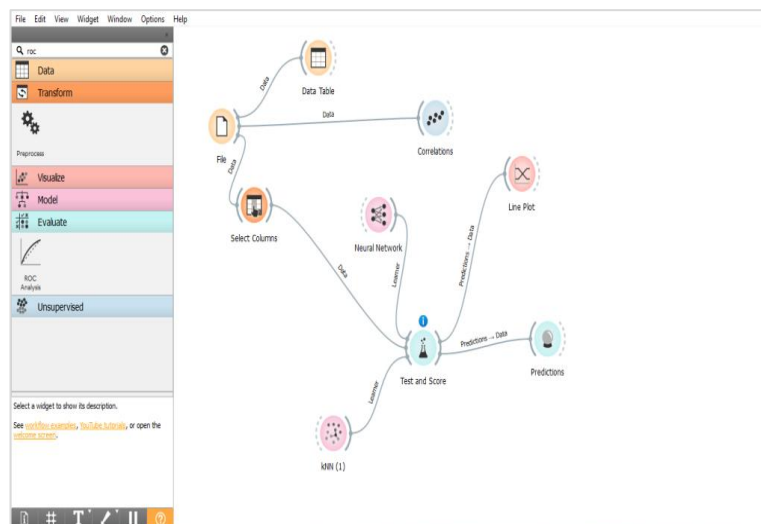 File Edit View Widget Window Options Help
roc
Data
Transform
Preprocess
Visualize
Model
Evaluate
ROC
Analysis
Unsupervised
Select a widget to show its description.
See workflow examples, YouTube tutorials, or open the
welcome screen.
Data
Data Table
Data
File
Correlations
Data
Line Plot
Select Columns
Neural Network
Data
Learner
Predictions → Data
Test and Score
Predictions → Data
Predictions
Learner
kNN (1)